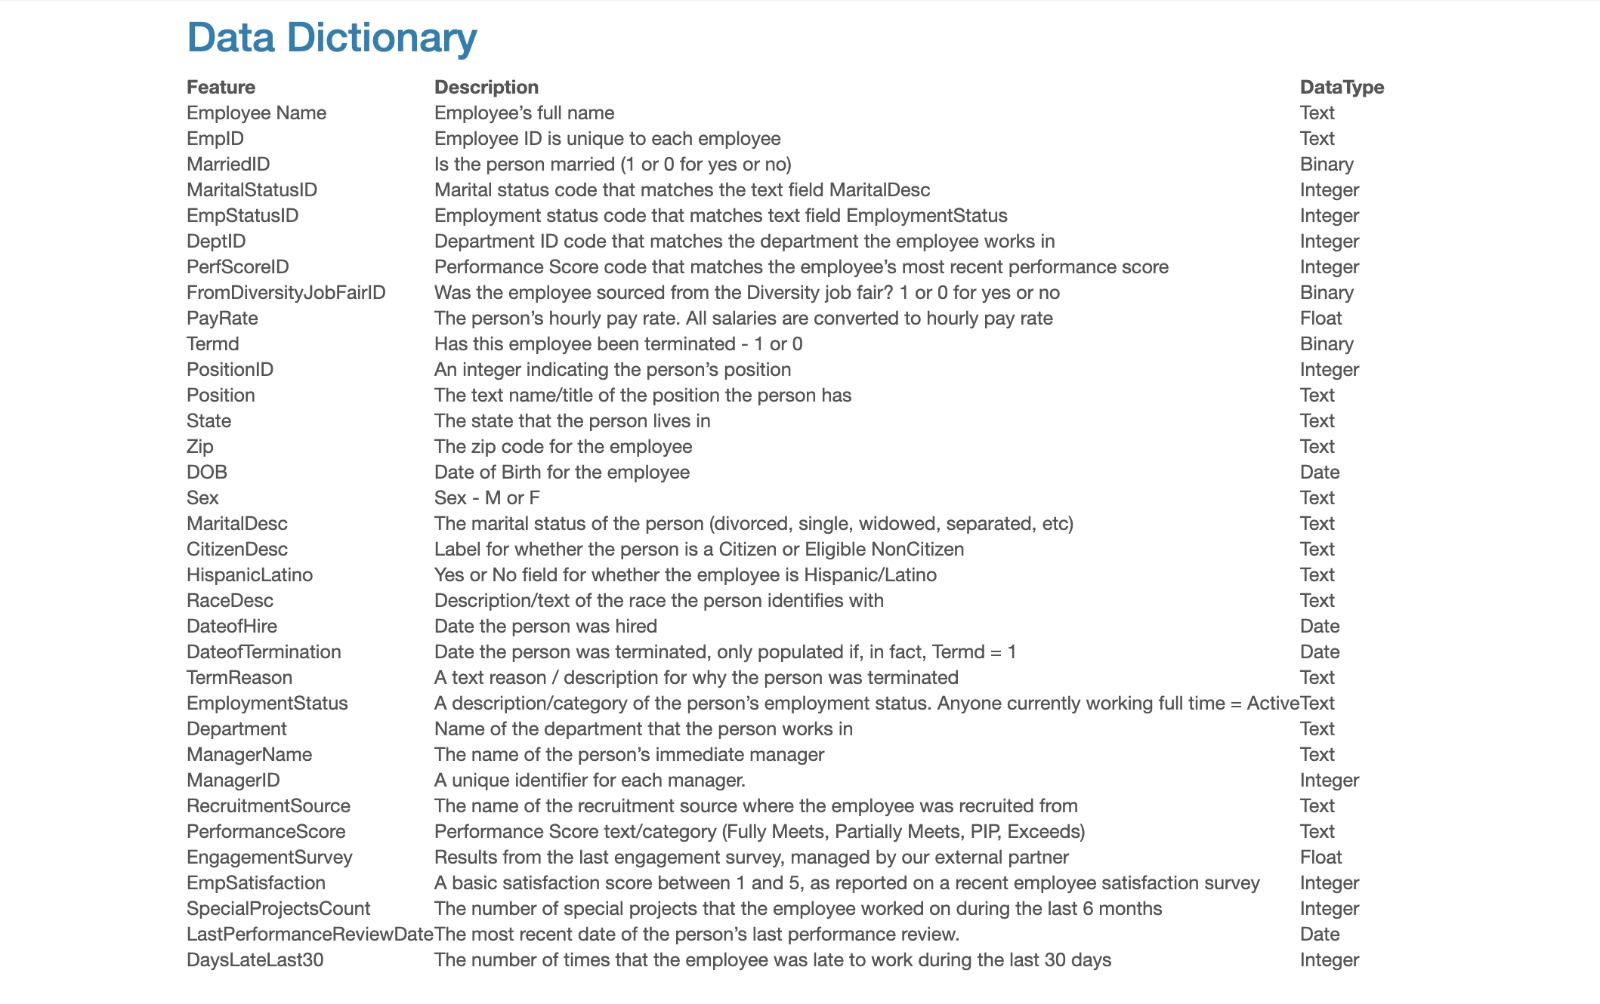 Data Dictionary
Feature Description DataType
Employee Name Employee’s full name Text
EmpID Employee ID is unique to each employee Text
MarriedID Is the person married (1 or 0 for yes or no) Binary
MaritalStatusID Marital status code that matches the text field MaritalDesc Integer
EmpStatusID Employment status code that matches text field EmploymentStatus Integer
DeptID Department ID code that matches the department the employee works in Integer
PerfScoreID Performance Score code that matches the employee’s most recent performance score Integer
FromDiversityJobFairID Was the employee sourced from the Diversity job fair? 1 or 0 for yes or no Binary
PayRate The person’s hourly pay rate. All salaries are converted to hourly pay rate Float
Termd Has this employee been terminated - 1 or 0 Binary
PositionID An integer indicating the person’s position Integer
Position The text name/title of the position the person has Text
State The state that the person lives in Text
Zip The zip code for the employee Text
DOB Date of Birth for the employee Date
Sex Sex - M or F Text
MaritalDesc The marital status of the person (divorced, single, widowed, separated, etc) Text
CitizenDesc Label for whether the person is a Citizen or Eligible NonCitizen Text
HispanicLatino Yes or No field for whether the employee is Hispanic/Latino Text
RaceDesc Description/text of the race the person identifies with Text
DateofHire Date the person was hired Date
DateofTermination Date the person was terminated, only populated if, in fact, Termd = 1 Date
TermReason A text reason / description for why the person was terminated Text
EmploymentStatus A description/category of the person’s employment status. Anyone currently working full time = Active Text
Department Name of the department that the person works in Text
ManagerName The name of the person’s immediate manager Text
ManagerID A unique identifier for each manager. Integer
RecruitmentSource The name of the recruitment source where the employee was recruited from Text
PerformanceScore Performance Score text/category (Fully Meets, Partially Meets, PIP, Exceeds) Text
EngagementSurvey Results from the last engagement survey, managed by our external partner Float
EmpSatisfaction A basic satisfaction score between 1 and 5, as reported on a recent employee satisfaction survey Integer
SpecialProjectsCount The number of special projects that the employee worked on during the last 6 months Integer
LastPerformanceReviewDate The most recent date of the person’s last performance review. Date
DaysLateLast30 The number of times that the employee was late to work during the last 30 days Integer